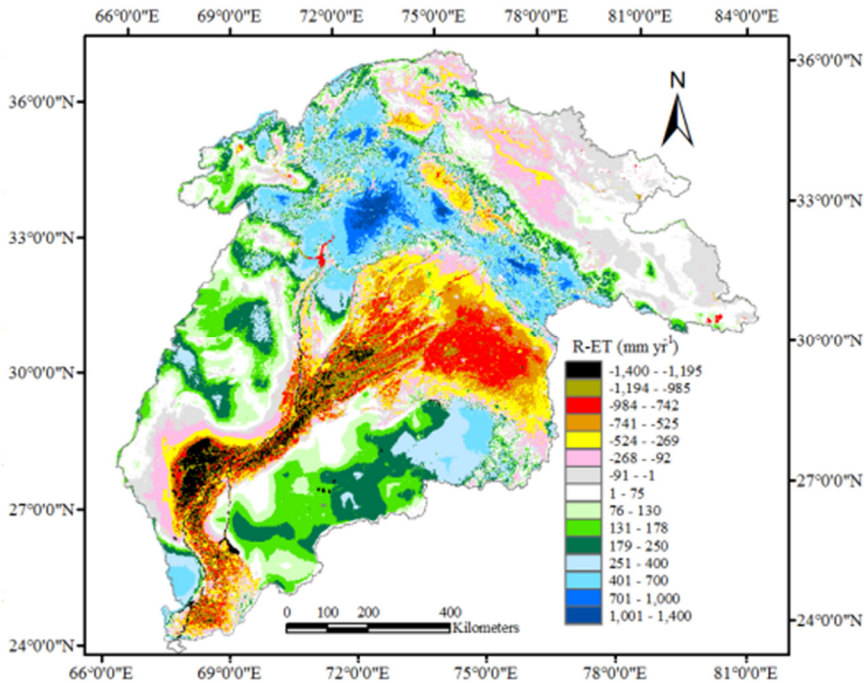 66°0'0"E 69°0'0"E 72°0'0"E 75°0'0"E 78°0'0"E 81°0'0"E 84°0'0"E
36°0'0"N
36°0'0"N
N
33°0'0"N
33°0'0"N
30°0'0"N
30°0'0"N
27°0'0"N
27°0'0"N
24°0'0"N
24°0'0"N
R-ET (mm yr-1)
-1,400 - -1,195
-1,194 - -985
-984 - -742
-741 - -525
-524 - -269
-268 - -92
-91 - -1
1 - 75
76 - 130
131 - 178
179 - 250
251 - 400
401 - 700
701 - 1,000
1,001 - 1,400
0 100 200 400
Kilometers
66°0'0"E 69°0'0"E 72°0'0"E 75°0'0"E 78°0'0"E 81°0'0"E